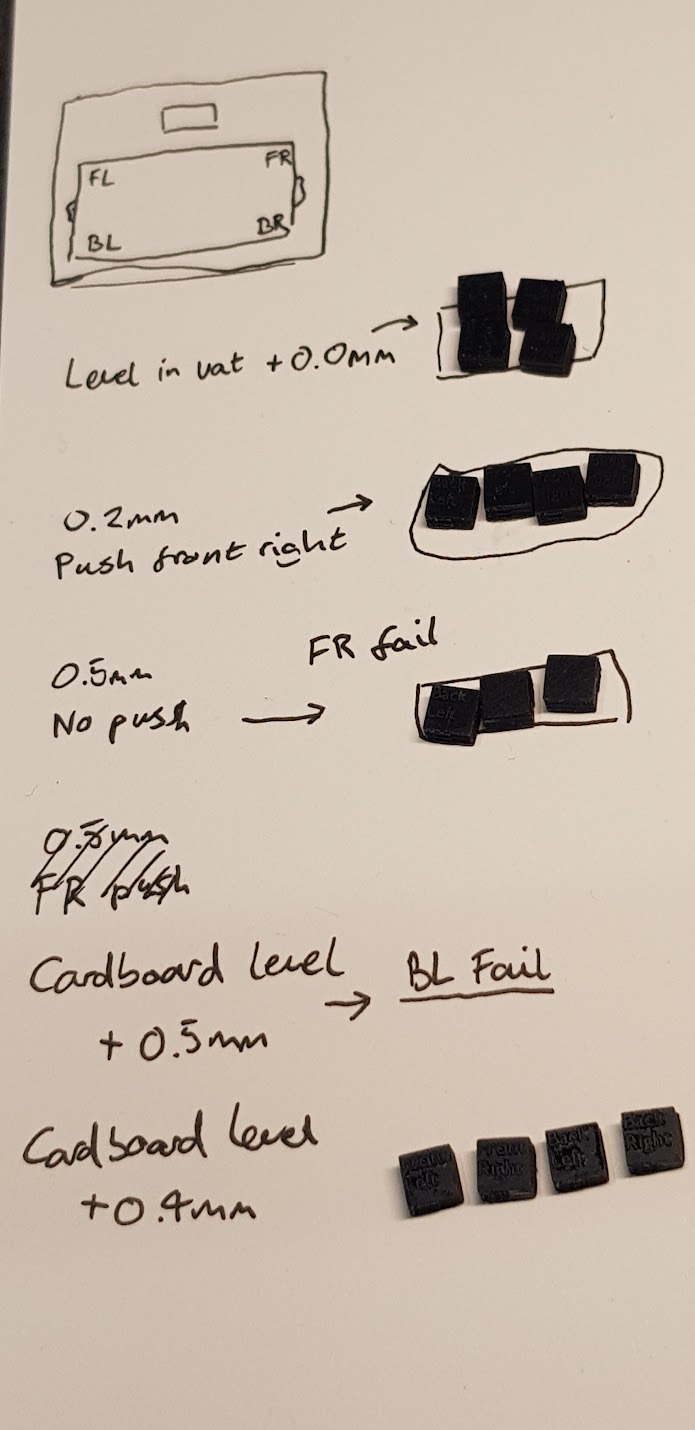 FL FR
BL BR
Level in vat +0.0mm
0.2mm
Push front right
Back
Left
FR fail
0.5mm
No push
Back
Left
0.5mm
FR push
Cardboard level
+ 0.5mm
BL Fail
Cardboard level
+0.4mm
Front
Left
Front
Right
Back
Left
Back
Right